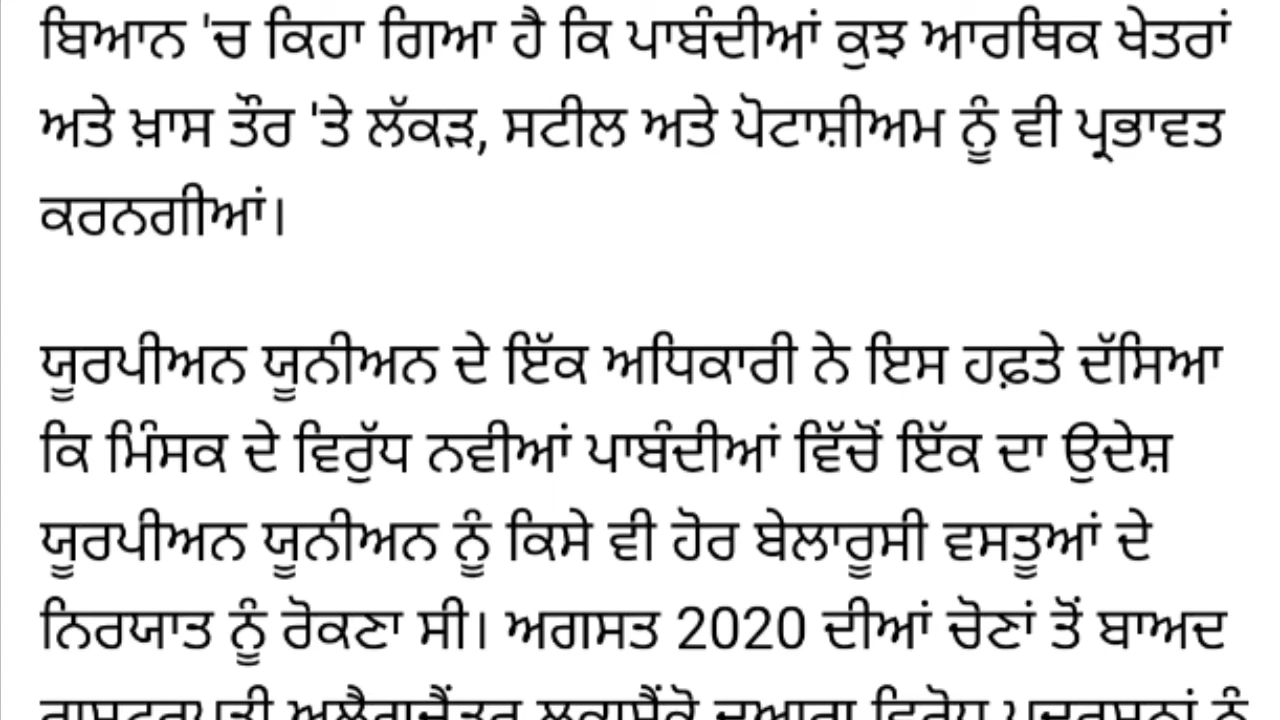 ਬਿਆਨ 'ਚ ਕਿਹਾ ਗਿਆ ਹੈ ਕਿ ਪਾਬੰਦੀਆਂ ਕੁਝ ਆਰਥਿਕ ਖੇਤਰਾਂ
ਅਤੇ ਖ਼ਾਸ ਤੌਰ 'ਤੇ ਲੱਕੜ, ਸਟੀਲ ਅਤੇ ਪੋਟਾਸ਼ੀਅਮ ਨੂੰ ਵੀ ਪ੍ਰਭਾਵਤ
ਕਰਨਗੀਆਂ।
ਯੂਰਪੀਅਨ ਯੂਨੀਅਨ ਦੇ ਇੱਕ ਅਧਿਕਾਰੀ ਨੇ ਇਸ ਹਫ਼ਤੇ ਦੱਸਿਆ
ਕਿ ਮਿੰਸਕ ਦੇ ਵਿਰੁੱਧ ਨਵੀਆਂ ਪਾਬੰਦੀਆਂ ਵਿੱਚੋਂ ਇੱਕ ਦਾ ਉਦੇਸ਼
ਯੂਰਪੀਅਨ ਯੂਨੀਅਨ ਨੂੰ ਕਿਸੇ ਵੀ ਹੋਰ ਬੇਲਾਰੂਸੀ ਵਸਤੂਆਂ ਦੇ
ਨਿਰਯਾਤ ਨੂੰ ਰੋਕਣਾ ਸੀ। ਅਗਸਤ 2020 ਦੀਆਂ ਚੋਣਾਂ ਤੋਂ ਬਾਅਦ